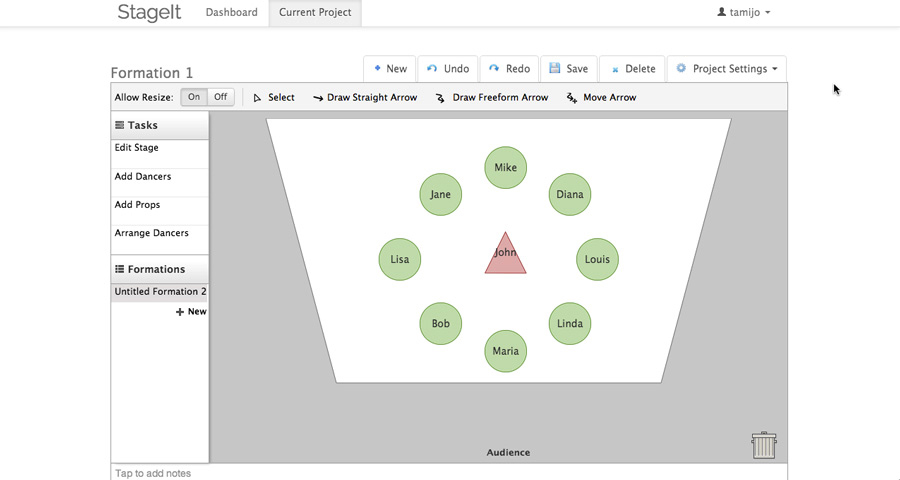 StageIt Dashboard Current Project tamijo
Formation 1 New Undo Redo Save Delete Project Settings
Allow Resize: On Off Select Draw Straight Arrow Draw Freeform Arrow Move Arrow
Tasks
Edit Stage
Add Dancers
Add Props
Arrange Dancers
Formations
Untitled Formation 2
New
Mike
Jane
Diana
Lisa
John
Louis
Bob
Linda
Maria
Audience
Tap to add notes